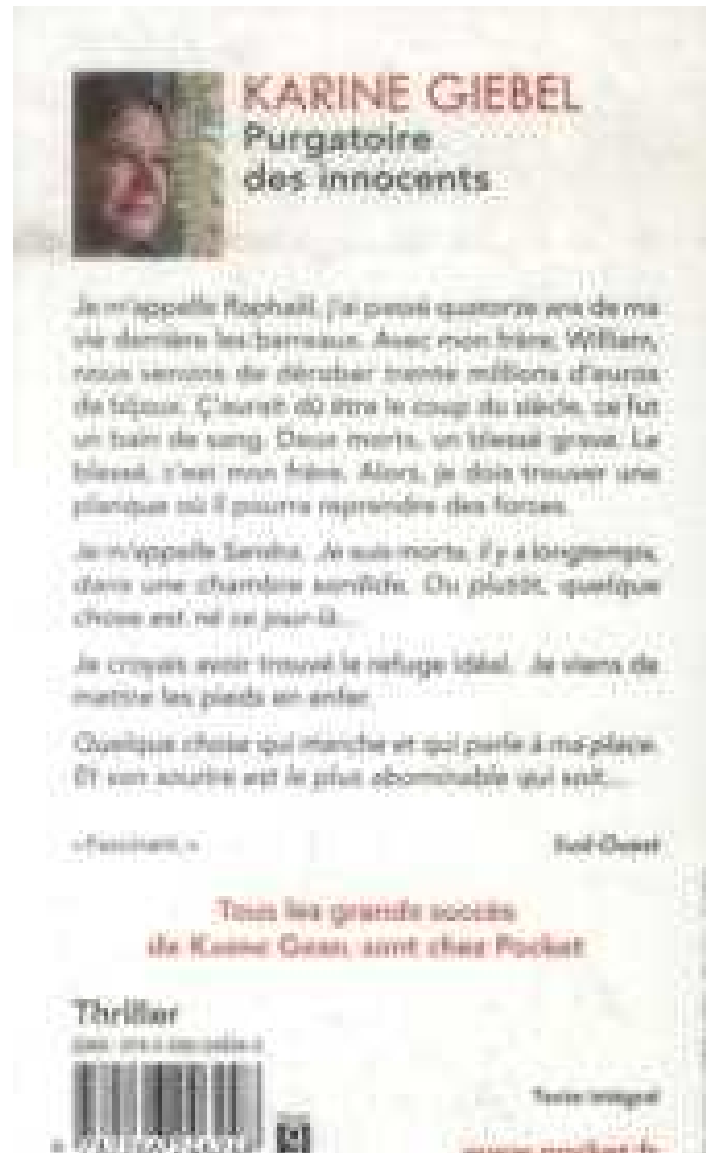 KARINE GIEBEL
Purgatoire
des innocents
Je m'appelle Raphaël, j'ai passé quatorze ans de ma
vie derrière les barreaux. Avec mon frère, William,
nous venons de dérober trente millions d'euros
de bijoux. Ç'aurait dû être le coup du siècle, ce fut
un bain de sang. Deux morts, un blessé grave. Le
blessé, c'est mon frère. Alors, je dois trouver une
planque où il pourra reprendre des forces.
Je m'appelle Sandra. Je suis morte, il y a longtemps,
dans une chambre sordide. Ou plutôt, quelque
chose est né ce jour-là...
Je croyais avoir trouvé le refuge idéal. Je viens de
mettre les pieds en enfer.
Quelque chose qui marche et qui parle à ma place.
Et son sourire est le plus abominable qui soit...
« Fascinant. »
Sud Ouest
Tous les grands succès
de sont chez Pocket
Thriller
Texte intégral
www.pocket.fr